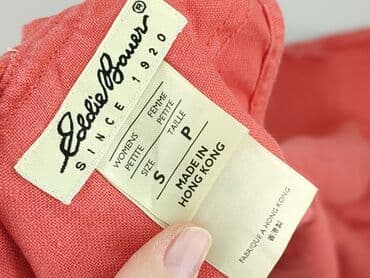 Eddie Bauer®
SINCE 1920
WOMENS FEMME
PETITE PETITE
SIZE TAILLE
S P
MADE IN
HONG KONG
FABRIQUE A HONG KONG
香港製